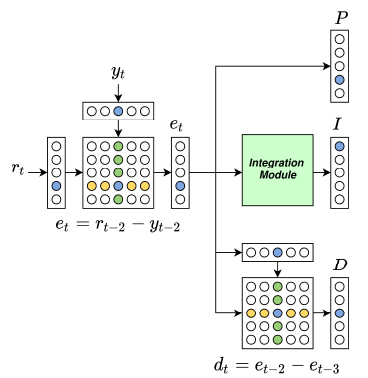 P
y_t
e_t
I
r_t
Integration
Module
e_t = r_{t-2} - y_{t-2}
D
d_t = e_{t-2} - e_{t-3}